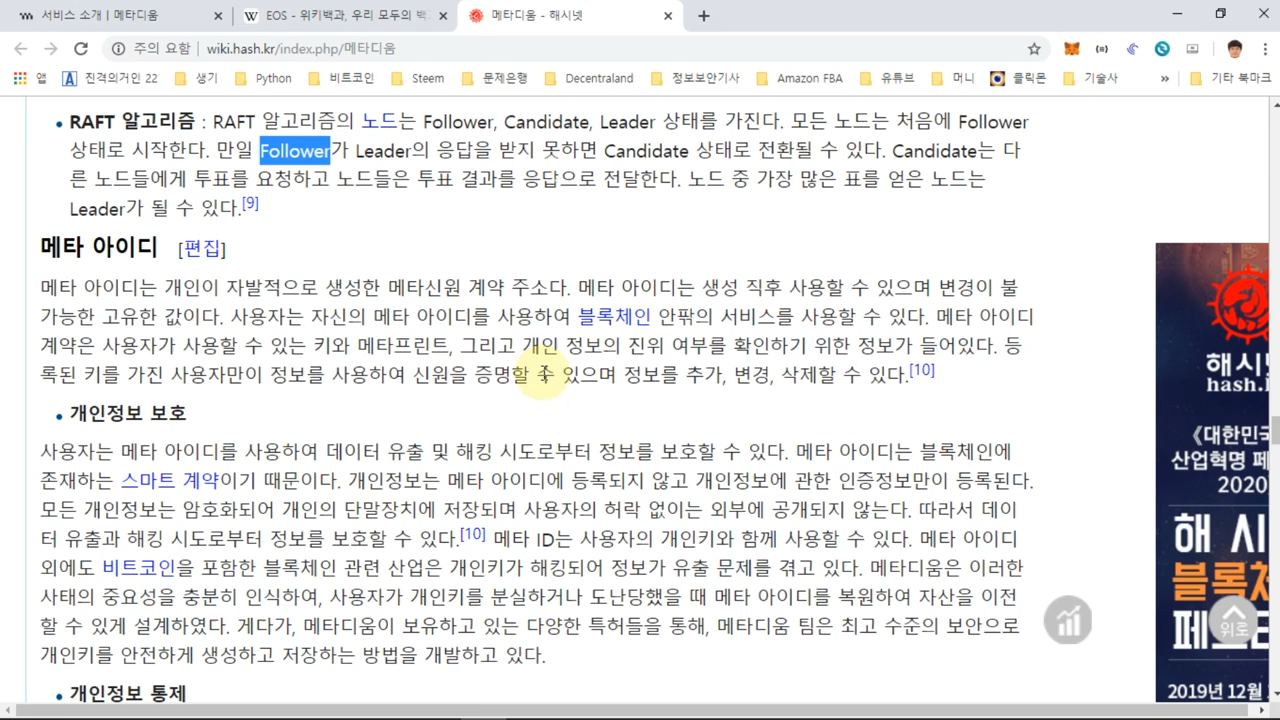 서비스 소개 | 메타디움
EOS - 위키백과, 우리 모두의 백
메타디움 - 해시넷
주의 요함 | wiki.hash.kr/index.php/메타디움
앱 진격의거인 22 생기 Python 비트코인 Steem 문제은행 Decentraland 정보보안기사 Amazon FBA 유튜브 머니 클릭몬 기술사 » 기타 북마크
• RAFT 알고리즘 : RAFT 알고리즘의 노드는 Follower, Candidate, Leader 상태를 가진다. 모든 노드는 처음에 Follower
상태로 시작한다. 만일 Follower가 Leader의 응답을 받지 못하면 Candidate 상태로 전환될 수 있다. Candidate는 다
른 노드들에게 투표를 요청하고 노드들은 투표 결과를 응답으로 전달한다. 노드 중 가장 많은 표를 얻은 노드는
Leader가 될 수 있다.[9]
메타 아이디 [편집]
메타 아이디는 개인이 자발적으로 생성한 메타신원 계약 주소다. 메타 아이디는 생성 직후 사용할 수 있으며 변경이 불
가능한 고유한 값이다. 사용자는 자신의 메타 아이디를 사용하여 블록체인 안팎의 서비스를 사용할 수 있다. 메타 아이디
계약은 사용자가 사용할 수 있는 키와 메타프린트, 그리고 개인 정보의 진위 여부를 확인하기 위한 정보가 들어있다. 등
록된 키를 가진 사용자만이 정보를 사용하여 신원을 증명할 수 있으며 정보를 추가, 변경, 삭제할 수 있다.[10]
• 개인정보 보호
사용자는 메타 아이디를 사용하여 데이터 유출 및 해킹 시도로부터 정보를 보호할 수 있다. 메타 아이디는 블록체인에
존재하는 스마트 계약이기 때문이다. 개인정보는 메타 아이디에 등록되지 않고 개인정보에 관한 인증정보만이 등록된다.
모든 개인정보는 암호화되어 개인의 단말장치에 저장되며 사용자의 허락 없이는 외부에 공개되지 않는다. 따라서 데이
터 유출과 해킹 시도로부터 정보를 보호할 수 있다.[10] 메타 ID는 사용자의 개인키와 함께 사용할 수 있다. 메타 아이디
외에도 비트코인을 포함한 블록체인 관련 산업은 개인키가 해킹되어 정보가 유출 문제를 겪고 있다. 메타디움은 이러한
사태의 중요성을 충분히 인식하여, 사용자가 개인키를 분실하거나 도난당했을 때 메타 아이디를 복원하여 자산을 이전
할 수 있게 설계하였다. 게다가, 메타디움이 보유하고 있는 다양한 특허들을 통해, 메타디움 팀은 최고 수준의 보안으로
개인키를 안전하게 생성하고 저장하는 방법을 개발하고 있다.
• 개인정보 통제
해시넷
hash.
《대한민국
산업혁명 페
2020
해시
블록체
페
위로
2019년 12월